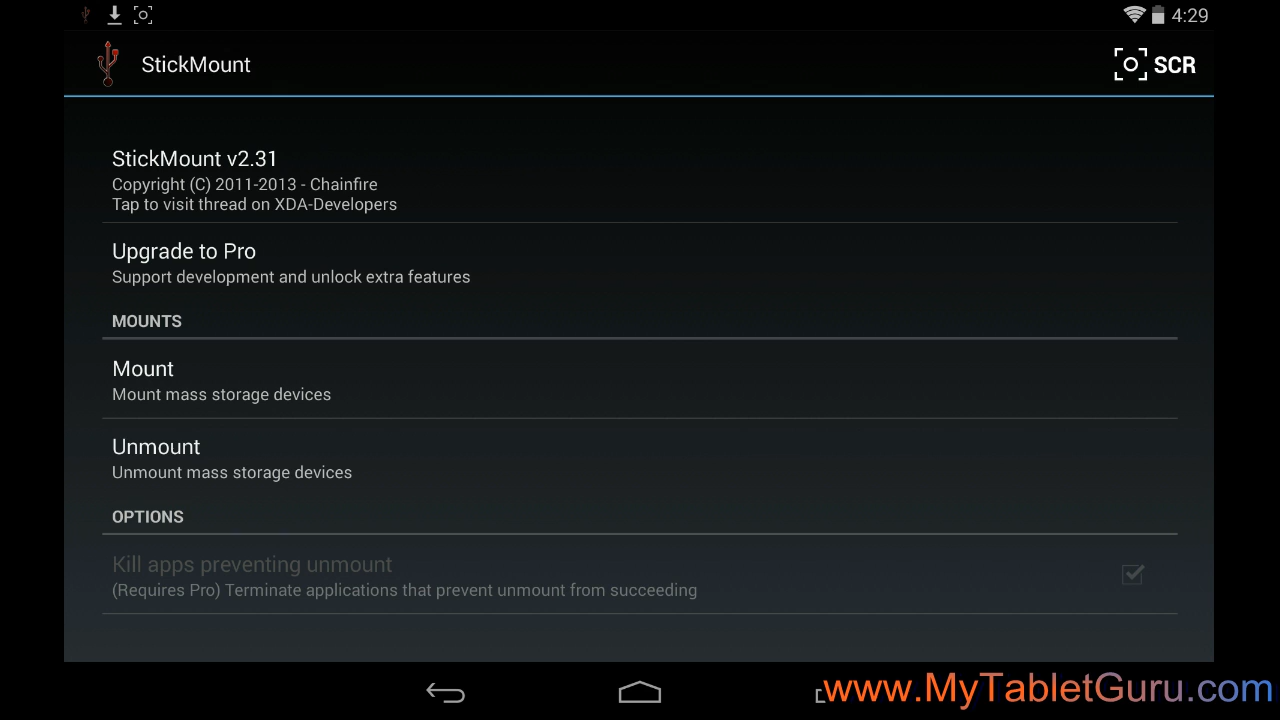 4:29
StickMount
SCR
StickMount v2.31
Copyright (C) 2011-2013 - Chainfire
Tap to visit thread on XDA-Developers
Upgrade to Pro
Support development and unlock extra features
MOUNTS
Mount
Mount mass storage devices
Unmount
Unmount mass storage devices
OPTIONS
Kill apps preventing unmount
(Requires Pro) Terminate applications that prevent unmount from succeeding
www.MyTabletGuru.com